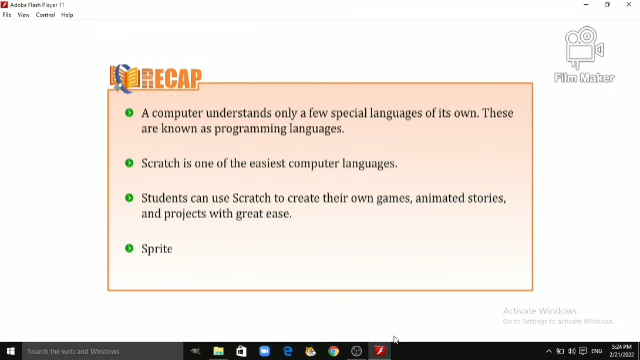 Adobe Flash Player 11
File View Control Help
Film Maker
RECAP
A computer understands only a few special languages of its own. These
are known as programming languages.
Scratch is one of the easiest computer languages.
Students can use Scratch to create their own games, animated stories,
and projects with great ease.
Sprite
Activate Windows
Go to Settings to activate Windows.
Search the web and Windows
5:24 PM
2/21/2022